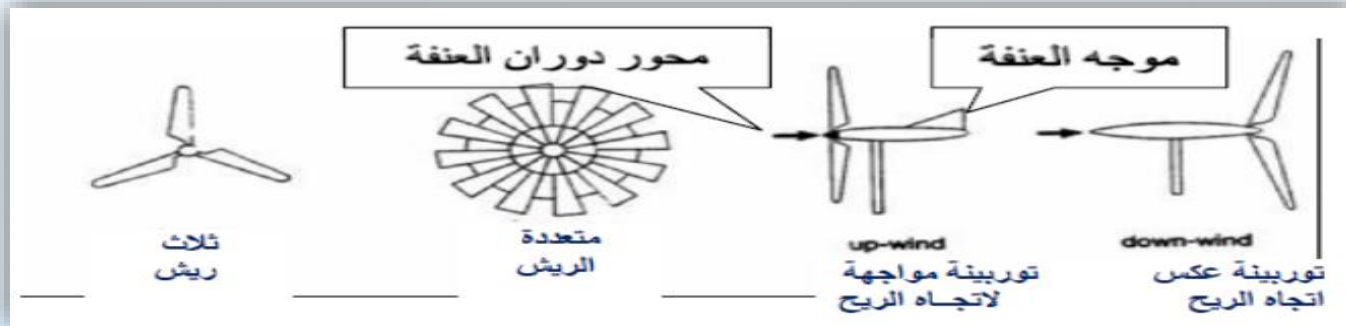 محور دوران العنفة
موجه العنفة
ثلاث
ريش
متعددة
الريش
up-wind
توربينة مواجهة
لاتجاه الريح
down-wind
توربينة عكس
اتجاه الريح